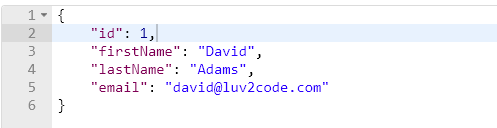 1 {
2 "id": 1,
3 "firstName": "David",
4 "lastName": "Adams",
5 "email": "david@luv2code.com"
6 }